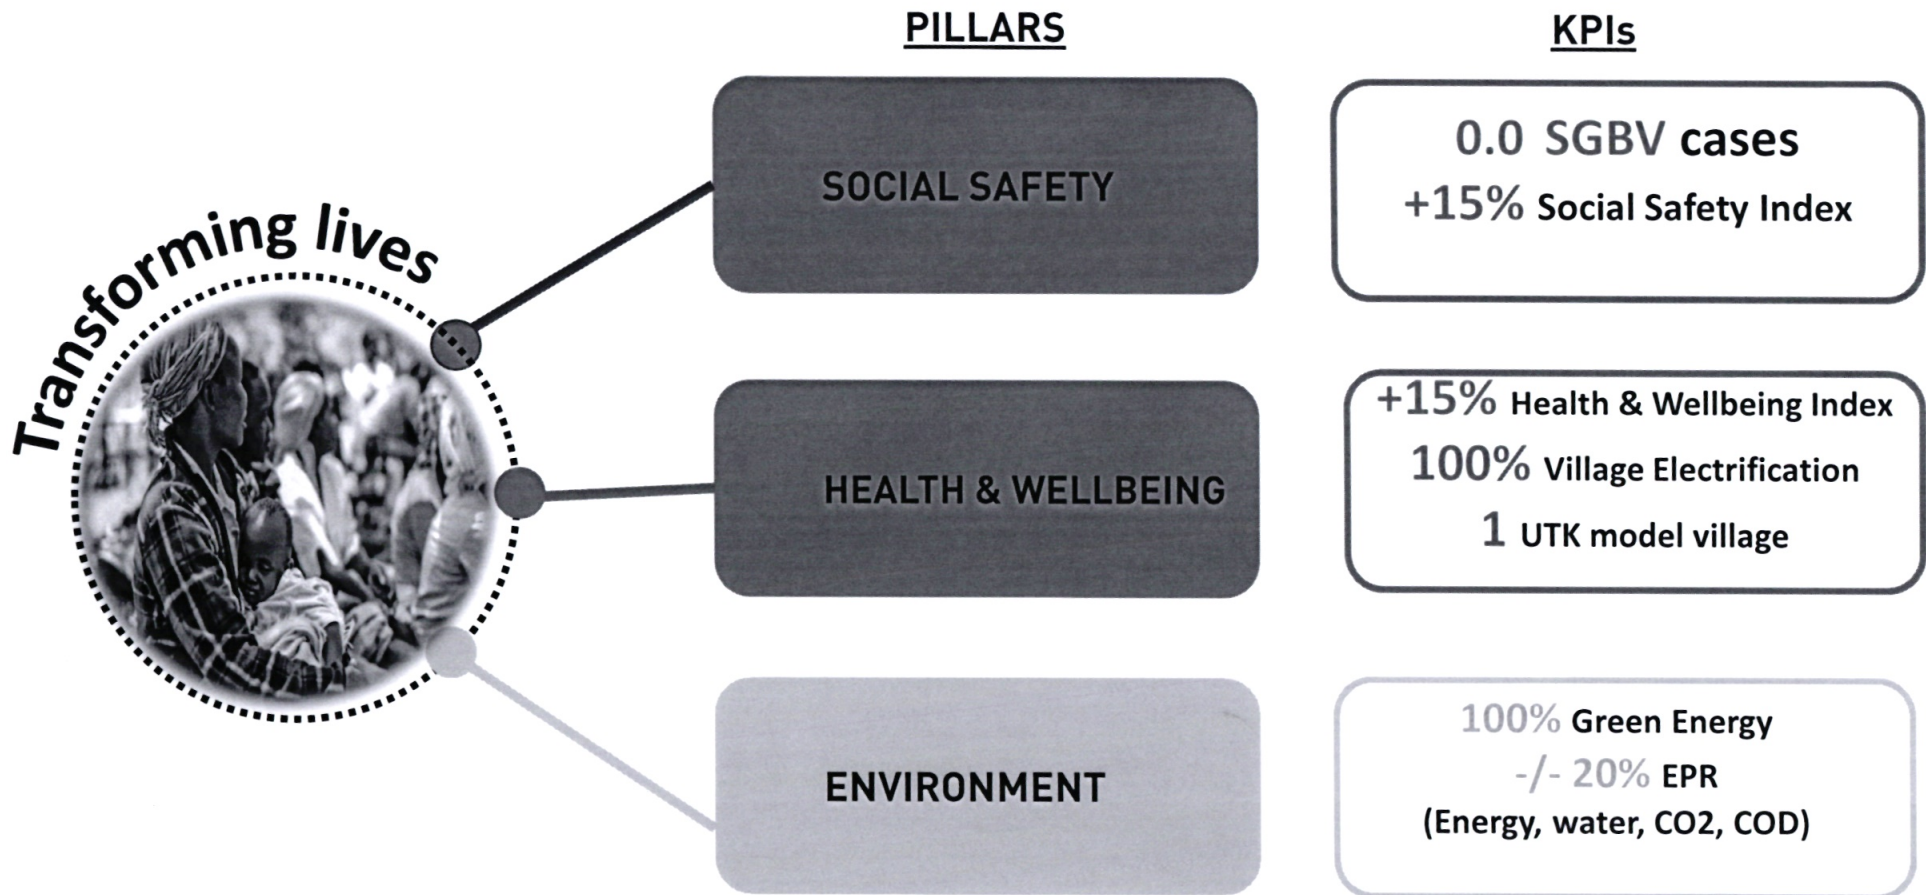 Transforming lives
PILLARS
KPIs
SOCIAL SAFETY
0.0 SGBV cases
+15% Social Safety Index
HEALTH & WELLBEING
+15% Health & Wellbeing Index
100% Village Electrification
1 UTK model village
ENVIRONMENT
100% Green Energy
-/- 20% EPR
(Energy, water, CO2, COD)